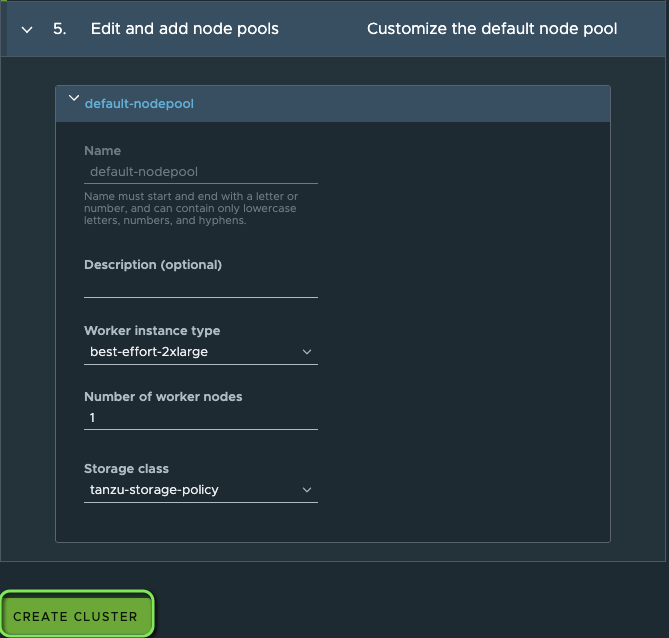 5. Edit and add node pools Customize the default node pool
default-nodepool
Name
default-nodepool
Name must start and end with a letter or
number, and can contain only lowercase
letters, numbers, and hyphens.
Description (optional)
Worker instance type
best-effort-2xlarge
Number of worker nodes
1
Storage class
tanzu-storage-policy
CREATE CLUSTER